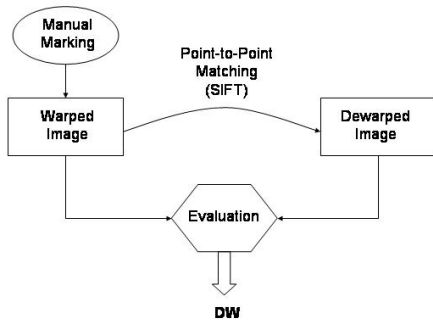 Manual
Marking
Point-to-Point
Matching
(SIFT)
Warped
Image
Dewarped
Image
Evaluation
DW